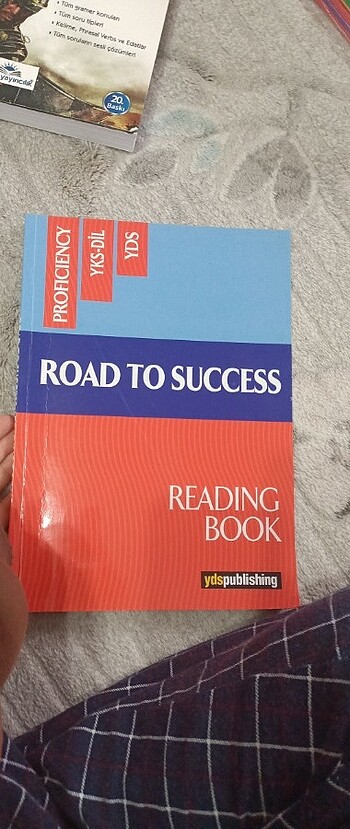 • Tüm gramer konuları
• Tüm soru tipleri
• Kelime, Phrasal Verbs ve Edatlar
• Tüm soruların sesli çözümleri
yayıncılık
20.
Baskı
PROFICIENCY
YKS-DİL
YDS
ROAD TO SUCCESS
READING
BOOK
ydspublishing